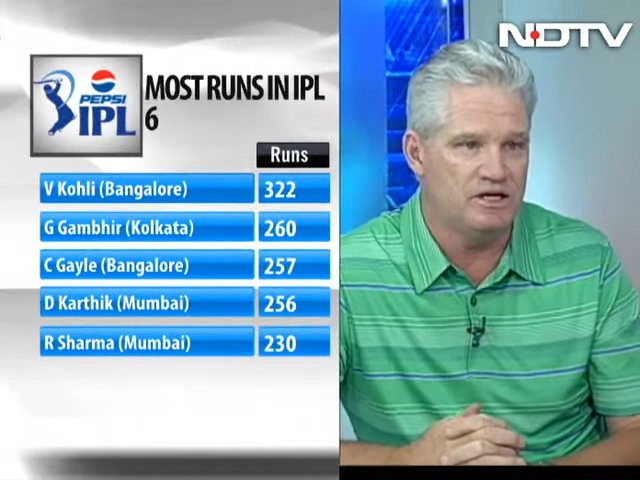 NDTV
PEPSI
IPL
MOST RUNS IN IPL
6
Runs
V Kohli (Bangalore) 322
G Gambhir (Kolkata) 260
C Gayle (Bangalore) 257
D Karthik (Mumbai) 256
R Sharma (Mumbai) 230